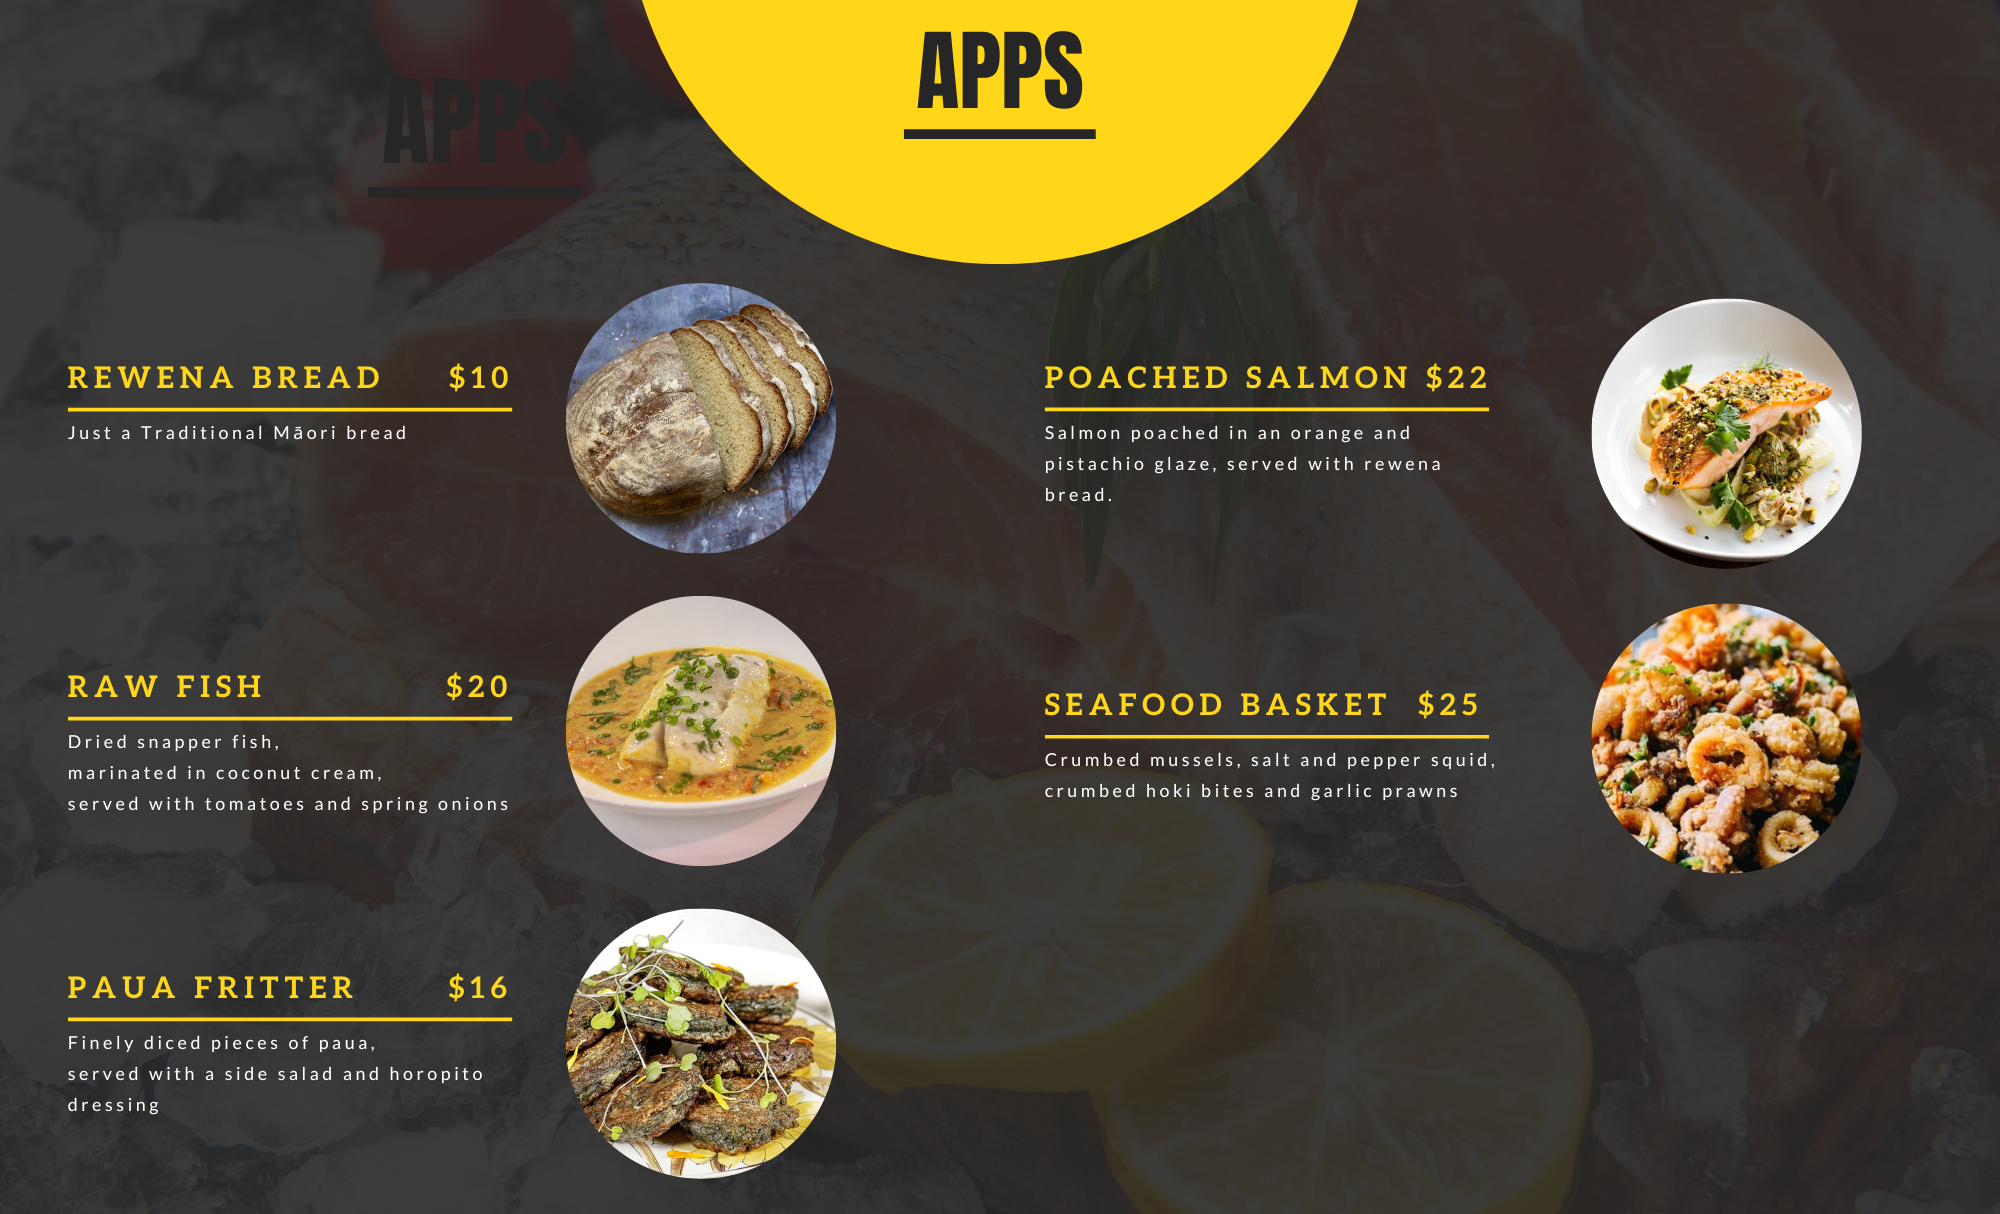 APPS
APPS
REWENA BREAD $10
Just a Traditional Māori bread
RAW FISH $20
Dried snapper fish,
marinated in coconut cream,
served with tomatoes and spring onions
PAUA FRITTER $16
Finely diced pieces of paua,
served with a side salad and horopito
dressing
POACHED SALMON $22
Salmon poached in an orange and
pistachio glaze, served with rewena
bread.
SEAFOOD BASKET $25
Crumbed mussels, salt and pepper squid,
crumbed hoki bites and garlic prawns